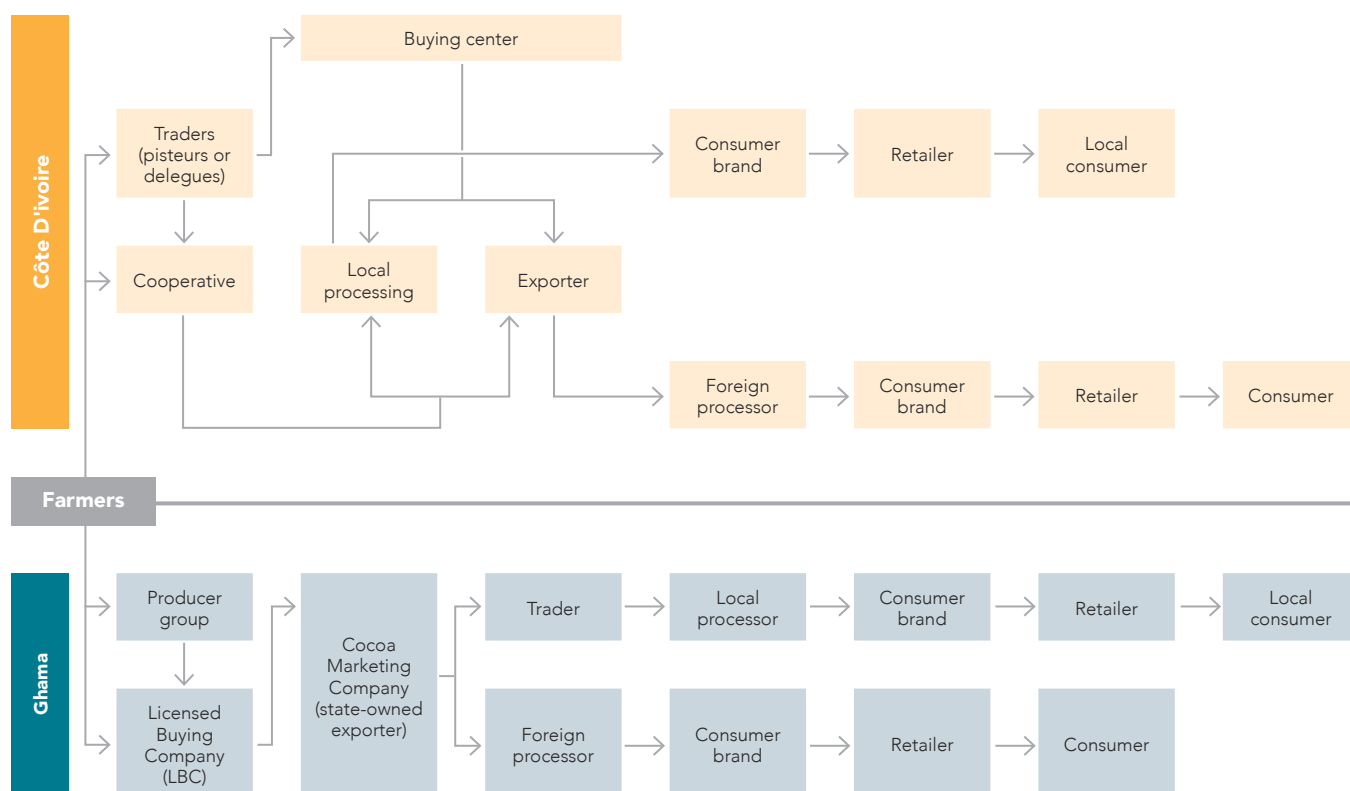 Côte D'ivoire
Buying center
Traders
(pisteurs or
delegues)
Consumer
brand
Retailer
Local
consumer
Cooperative
Local
processing
Exporter
Foreign
processor
Consumer
brand
Retailer
Consumer
Farmers
Ghama
Producer
group
Cocoa
Marketing
Company
(state-owned
exporter)
Trader
Local
processor
Consumer
brand
Retailer
Local
consumer
Licensed
Buying
Company
(LBC)
Foreign
processor
Consumer
brand
Retailer
Consumer